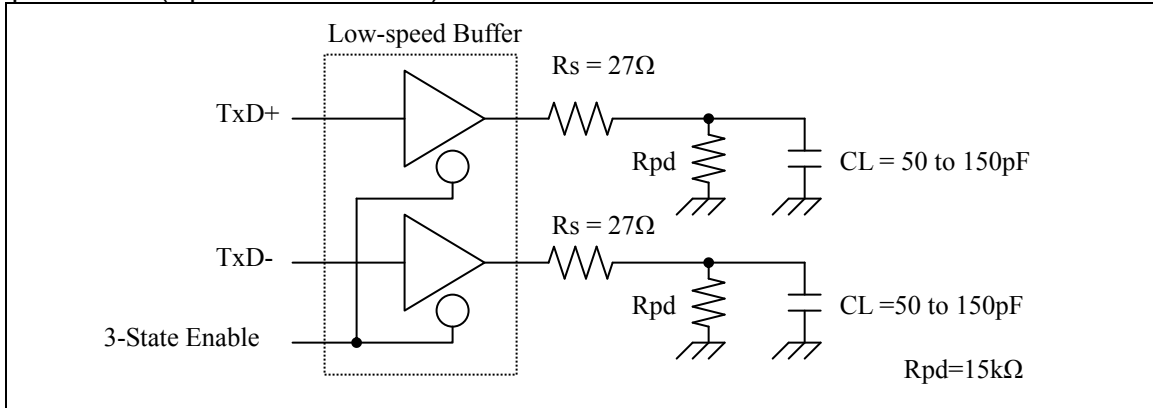 Low-speed Buffer
Rs = 27Ω
TxD+
Rpd
CL = 50 to 150pF
Rs = 27Ω
TxD-
Rpd
CL =50 to 150pF
3-State Enable
Rpd=15kΩ